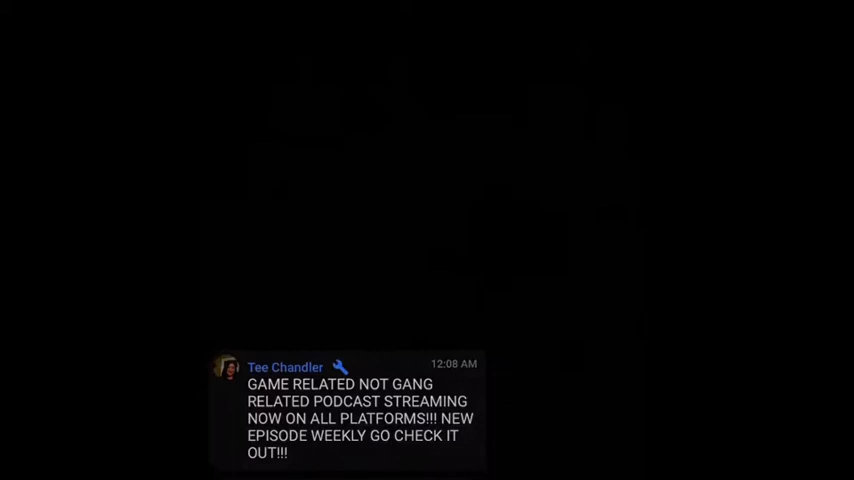 Tee Chandler 12:08 AM
GAME RELATED NOT GANG
RELATED PODCAST STREAMING
NOW ON ALL PLATFORMS!!! NEW
EPISODE WEEKLY GO CHECK IT
OUT!!!